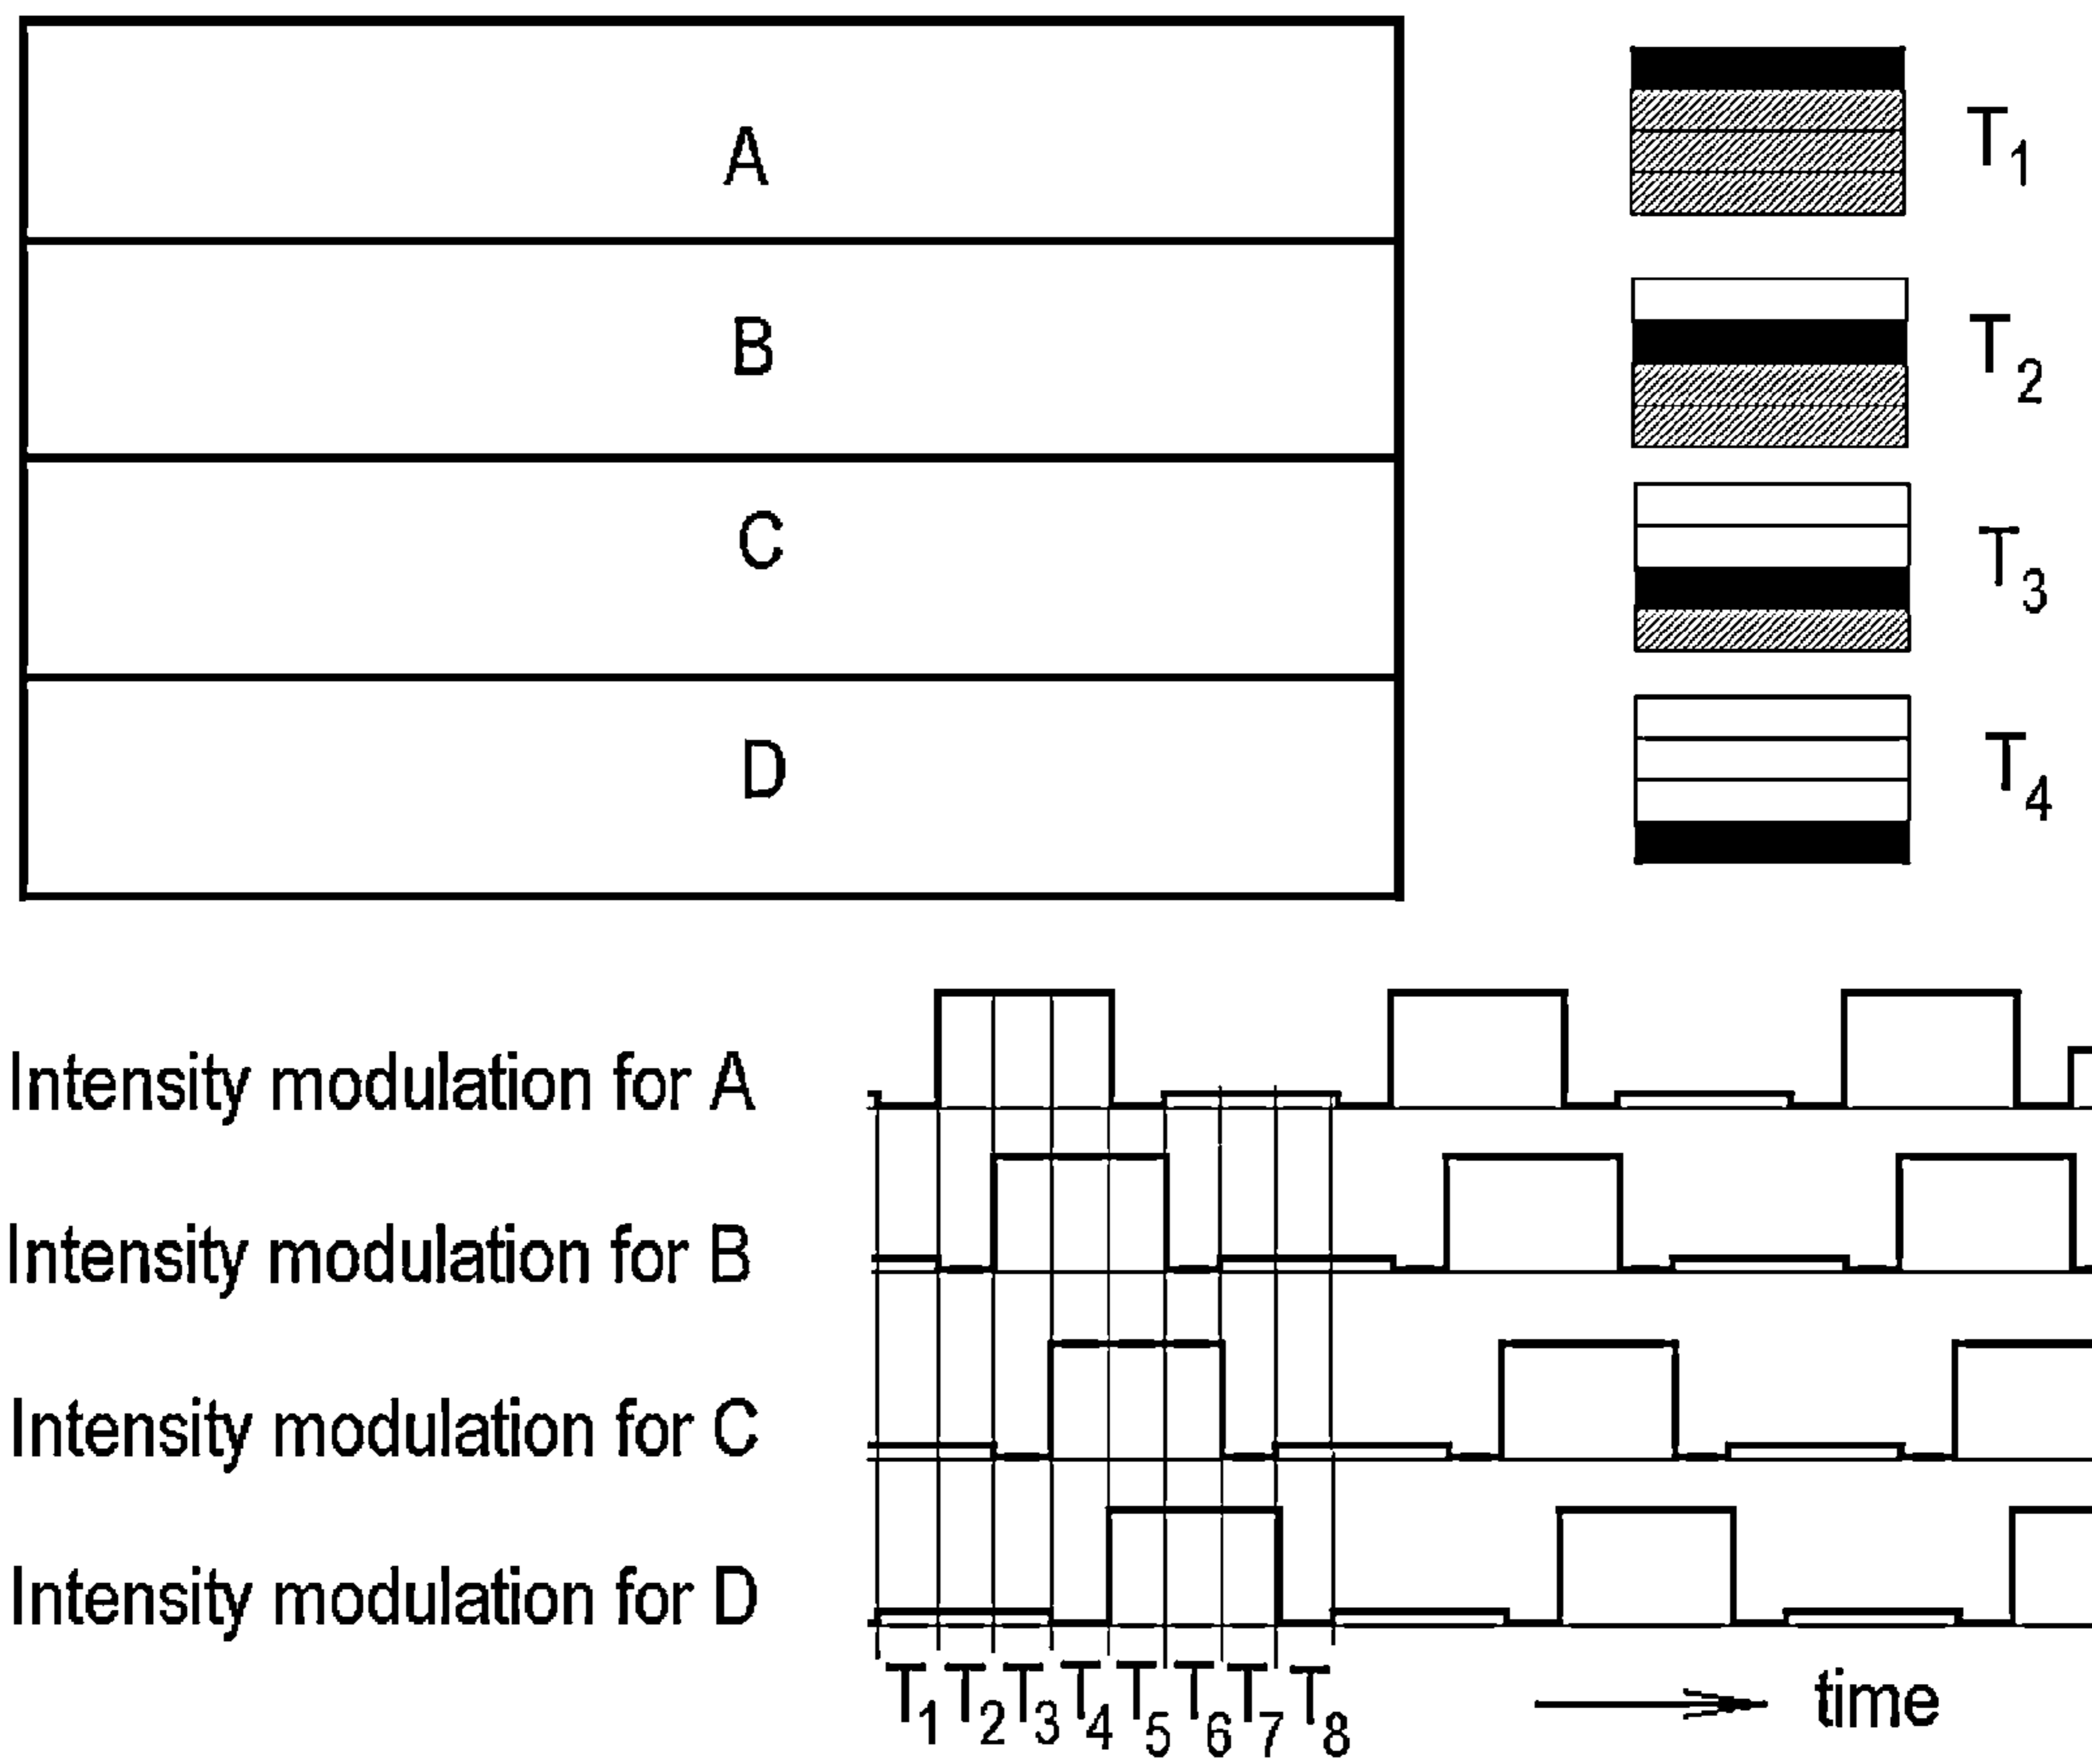 A
B
C
D
T1
T2
T3
T4
Intensity modulation for A
Intensity modulation for B
Intensity modulation for C
Intensity modulation for D
T1 T2 T3 T4 T5 T6 T7 T8
time